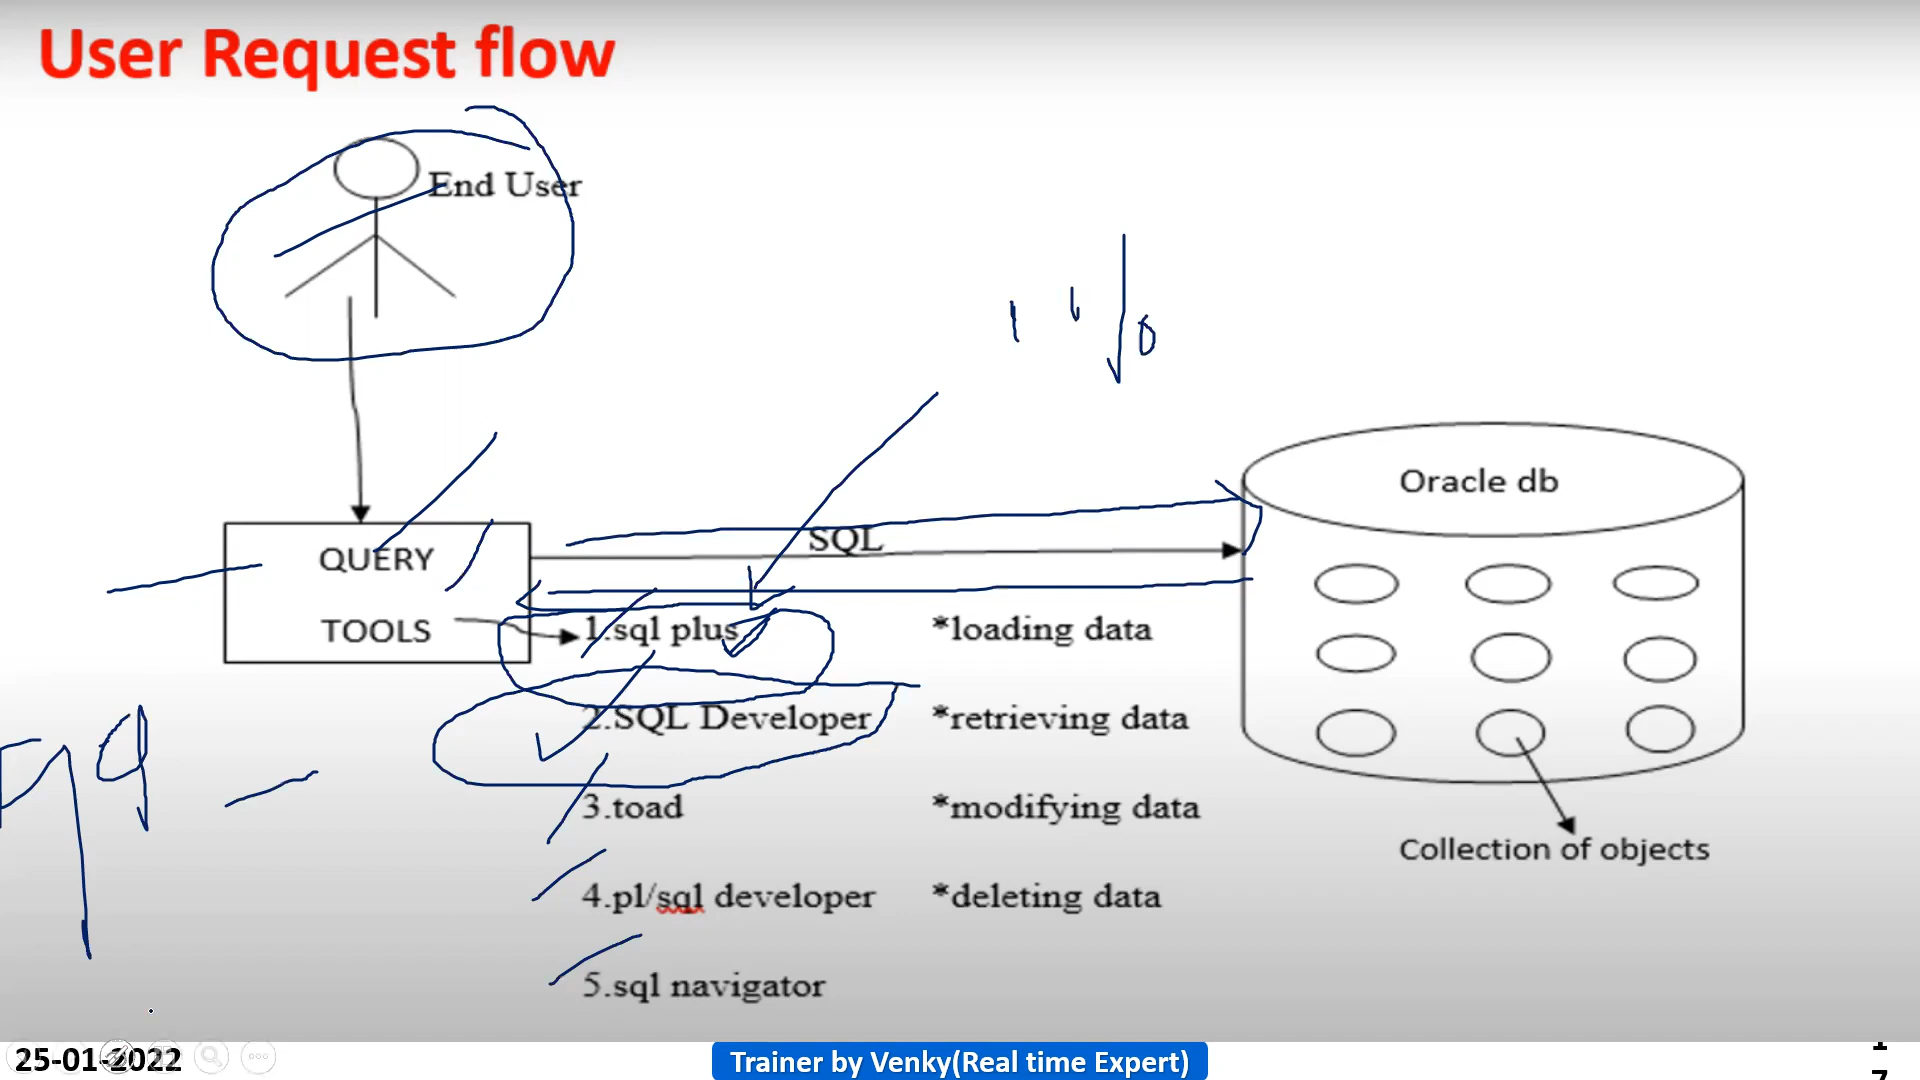 User Request flow
End User
QUERY
TOOLS
SQL
Oracle db
1.sql plus
*loading data
2.SQL Developer
*retrieving data
3.toad
*modifying data
Collection of objects
4.pl/sql developer
*deleting data
5.sql navigator
25-01-2022
Trainer by Venky(Real time Expert)